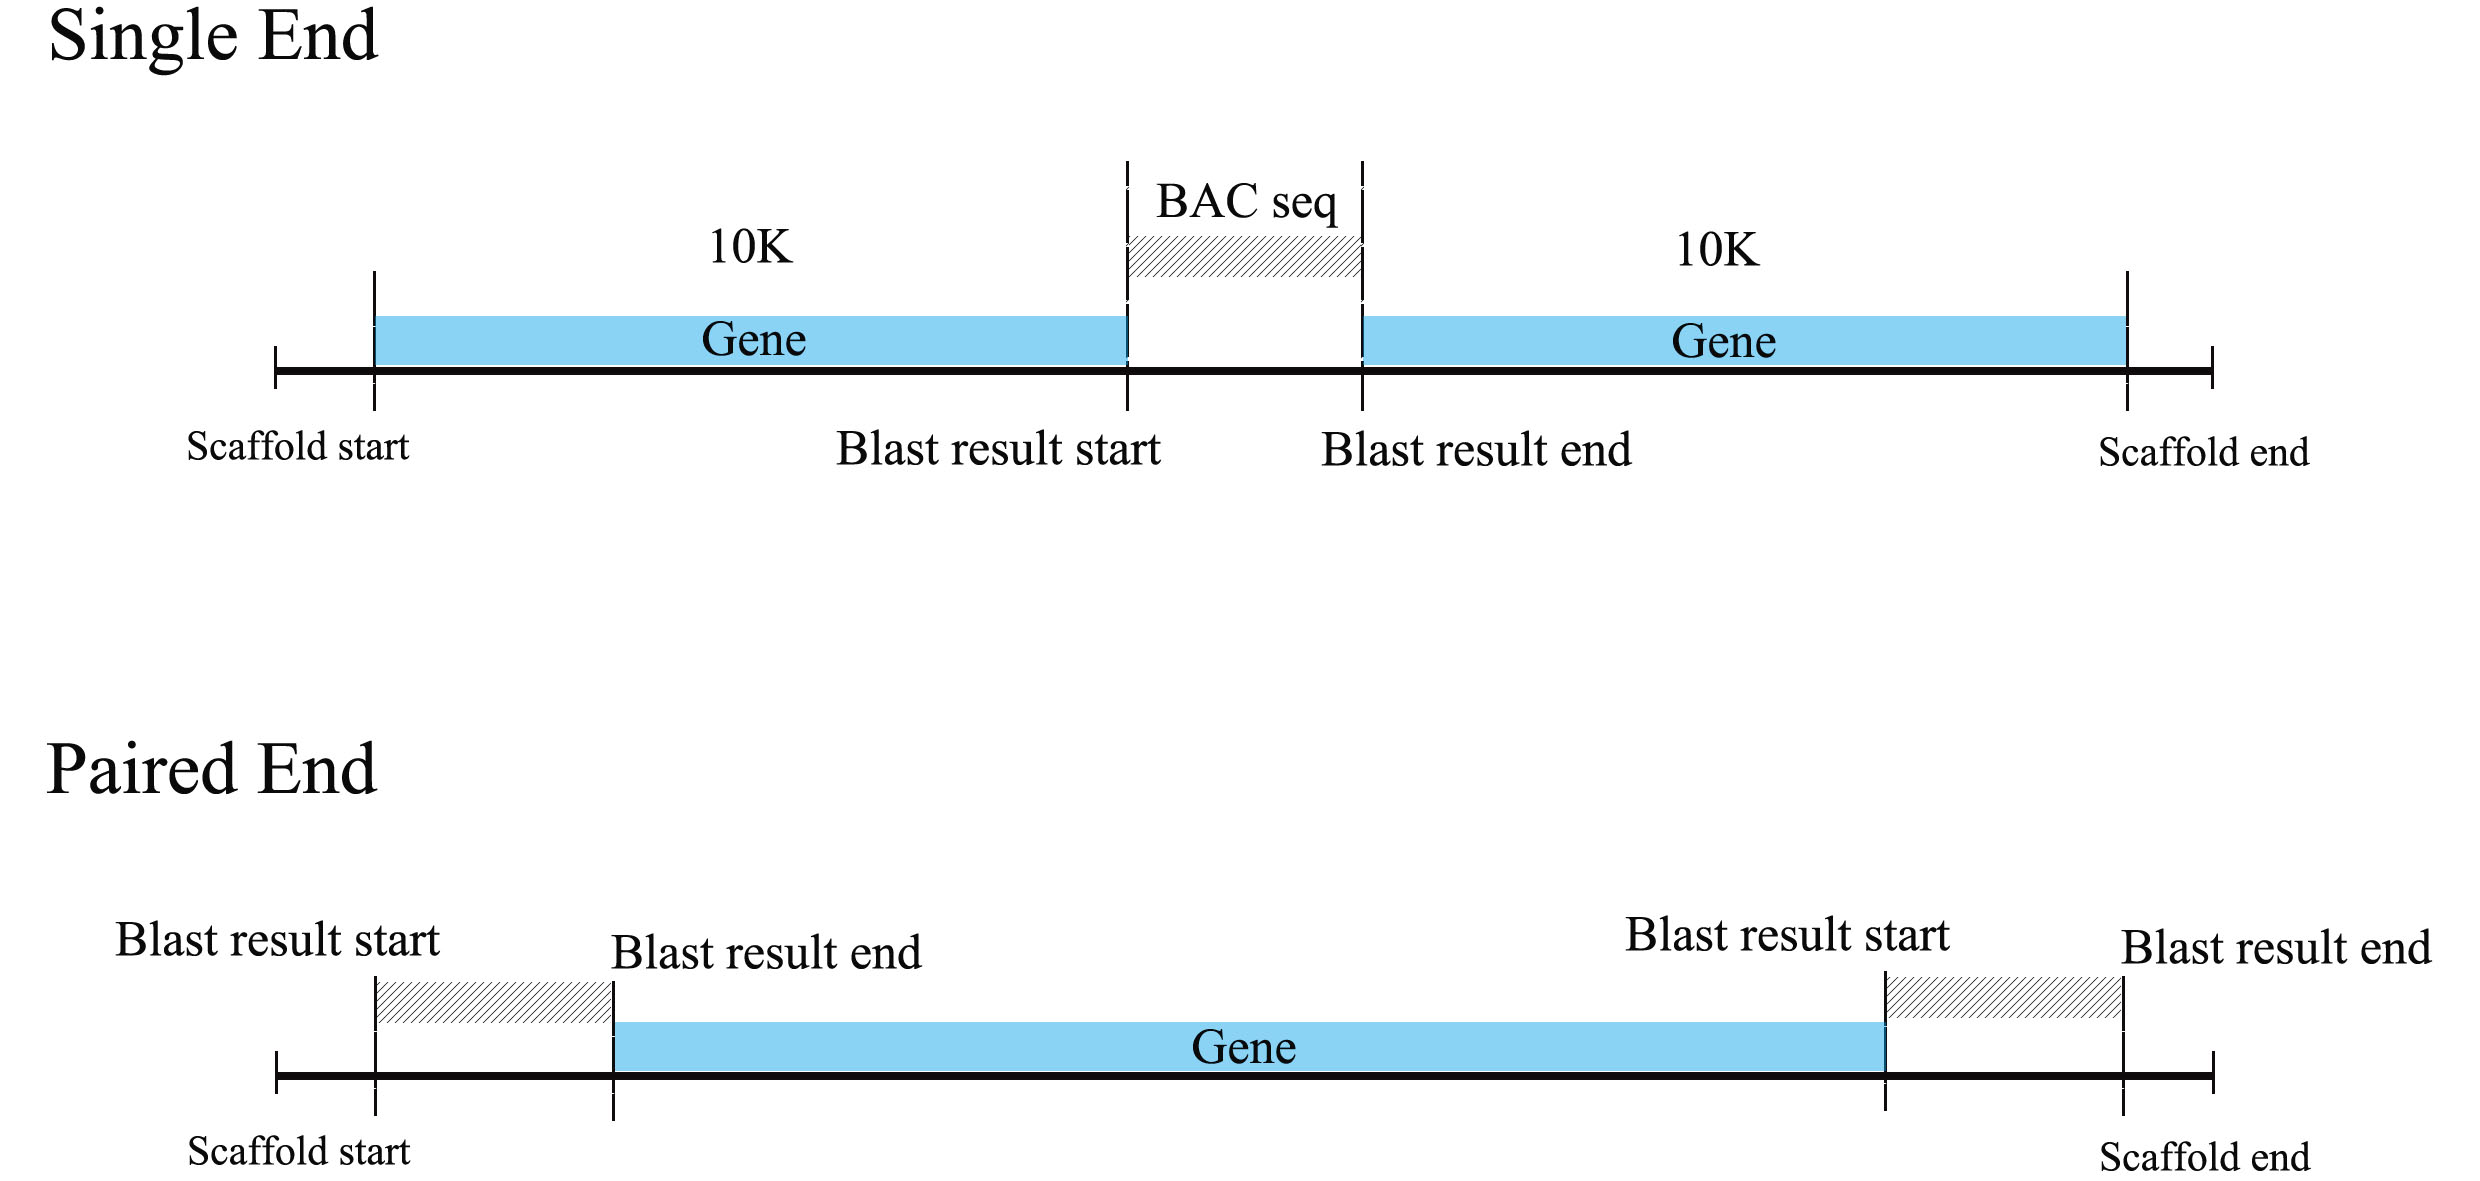 Single End
BAC seq
10K
10K
Gene
Gene
Scaffold start
Blast result start
Blast result end
Scaffold end
Paired End
Blast result start
Blast result end
Blast result start
Blast result end
Gene
Scaffold start
Scaffold end